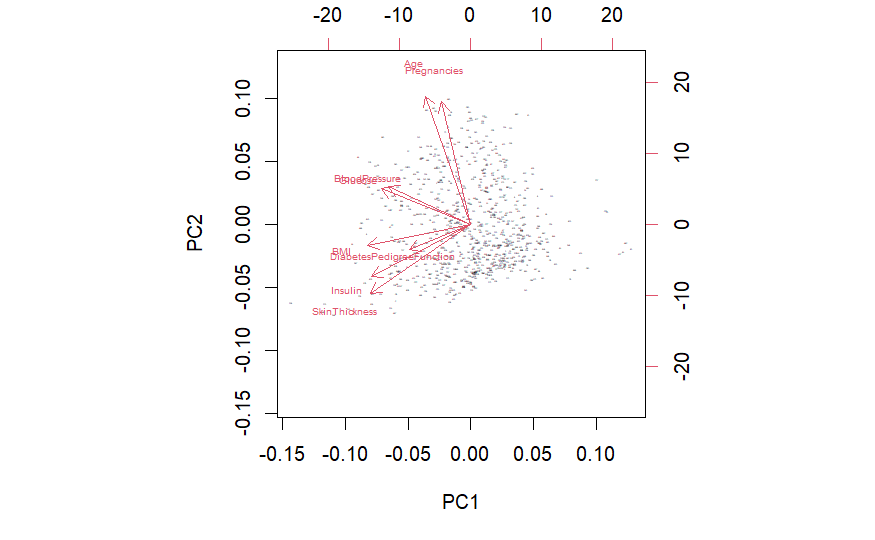 -20 -10 0 10 20
Age
Pregnancies
BloodPressure
Glucose
BMI
DiabetesPedigreeFunction
Insulin
SkinThickness
PC2
0.10
0.05
0.00
-0.05
-0.10
-0.15
20
10
0
-10
-20
-0.15 -0.10 -0.05 0.00 0.05 0.10
PC1